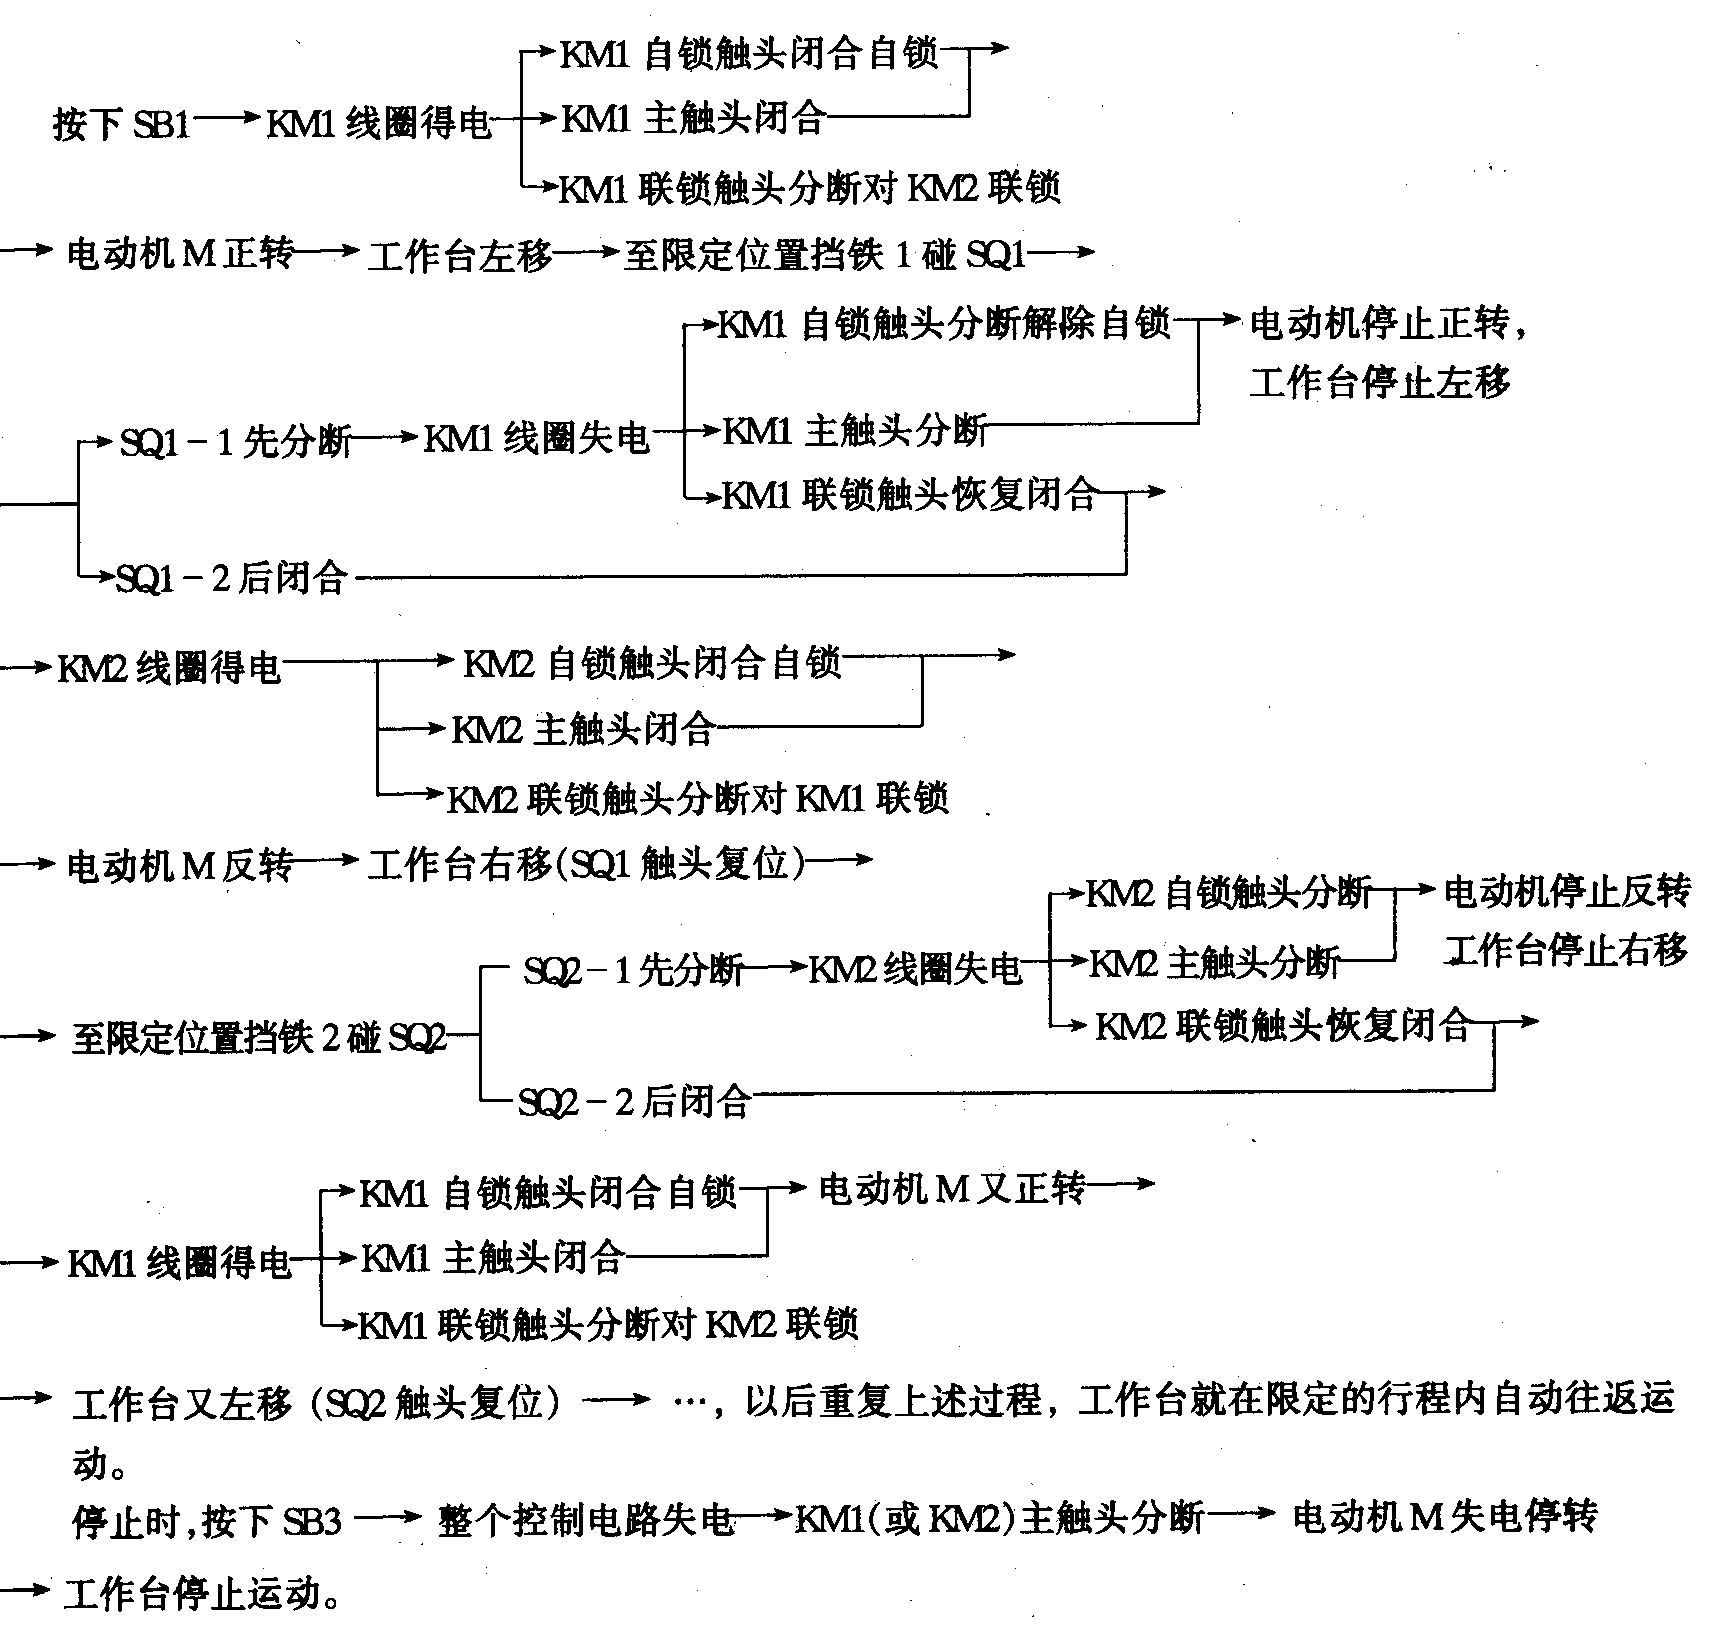 KM1 自锁触头闭合自锁
按下 SB1 KM1 线圈得电 KM1 主触头闭合
KM1 联锁触头分断对 KM2 联锁
电动机 M 正转 工作台左移 至限定位置挡铁 1 碰 SQ1
KM1 自锁触头分断解除自锁 电动机停止正转，
工作台停止左移
SQ1-1 先分断 KM1 线圈失电 KM1 主触头分断
KM1 联锁触头恢复闭合
SQ1-2 后闭合
KM2 线圈得电 KM2 自锁触头闭合自锁
KM2 主触头闭合
KM2 联锁触头分断对 KM1 联锁
电动机 M 反转 工作台右移(SQ1 触头复位)
KM2 自锁触头分断 电动机停止反转
工作台停止右移
SQ2-1 先分断 KM2 线圈失电 KM2 主触头分断
KM2 联锁触头恢复闭合
至限定位置挡铁 2 碰 SQ2
SQ2-2 后闭合
KM1 自锁触头闭合自锁 电动机 M 又正转
KM1 线圈得电 KM1 主触头闭合
KM1 联锁触头分断对 KM2 联锁
工作台又左移 (SQ2 触头复位) …，以后重复上述过程，工作台就在限定的行程内自动往返运
动。
停止时,按下 SB3 整个控制电路失电 KM1(或 KM2)主触头分断 电动机 M 失电停转
工作台停止运动。